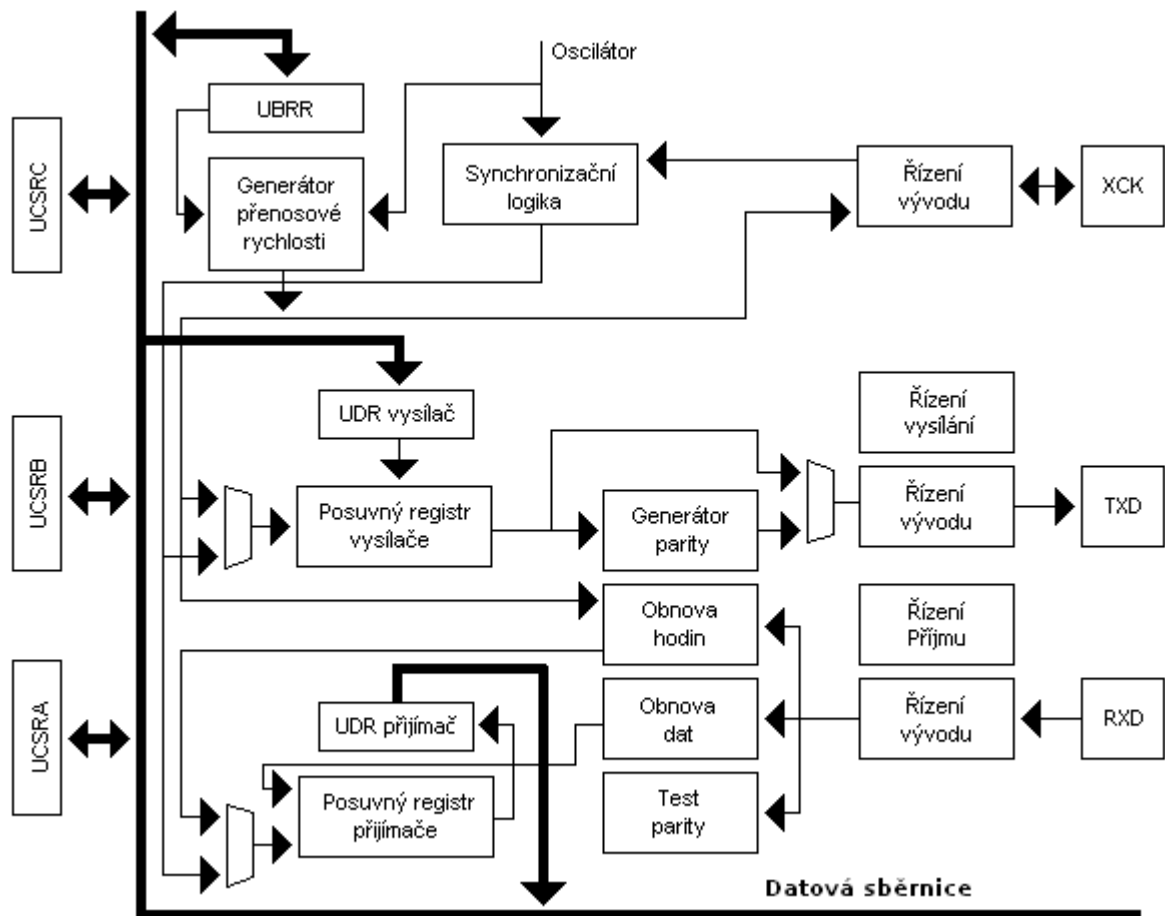 Oscilátor
UBRR
UCSRC
Generátor
přenosové
rychlosti
Synchronizační
logika
Řízení
vývodu
XCK
UDR vysílač
Řízení
vysílání
UCSRB
Posuvný registr
vysílače
Generátor
parity
Řízení
vývodu
TXD
Obnova
hodin
Řízení
Příjmu
UCSRA
UDR přijímač
Obnova
dat
Řízení
vývodu
RXD
Posuvný registr
přijímače
Test
parity
Datová sběrnice